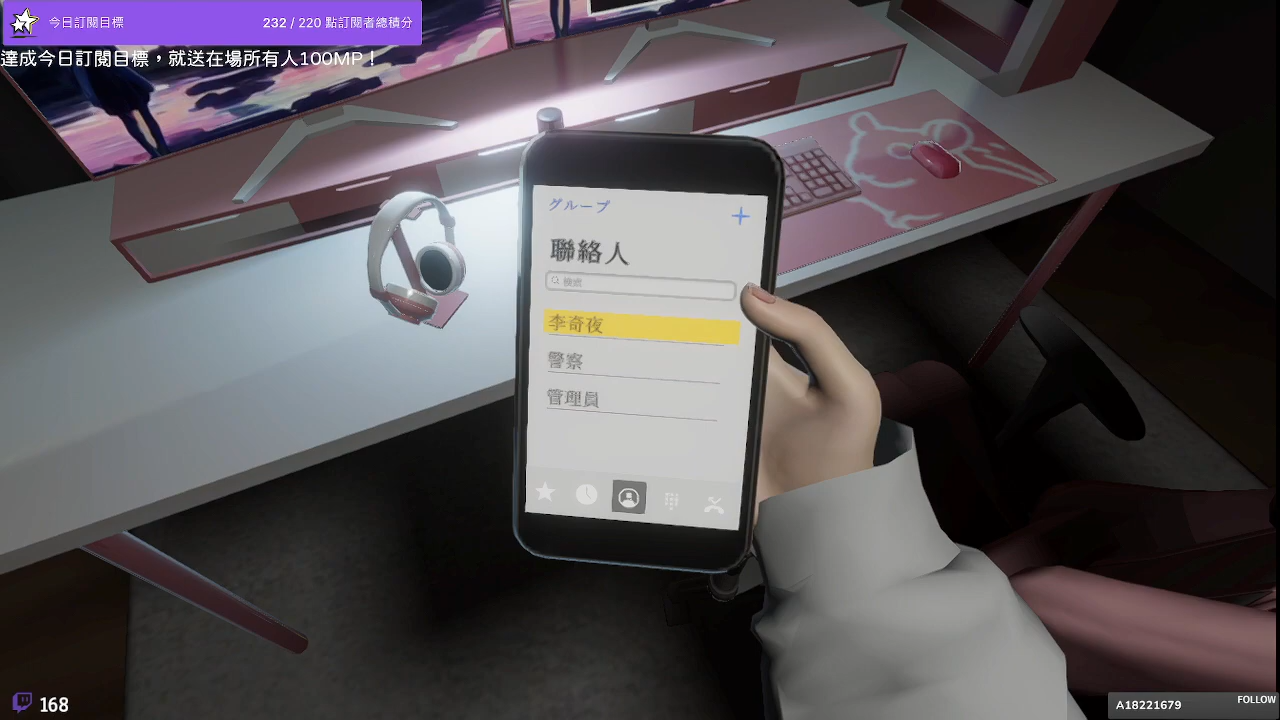 今日訂閱目標
232 / 220 點訂閱者總積分
達成今日訂閱目標，就送在場所有人100MP！
グループ
+
聯絡人
検索
李奇夜
警察
管理員
168
A18221679
FOLLOW